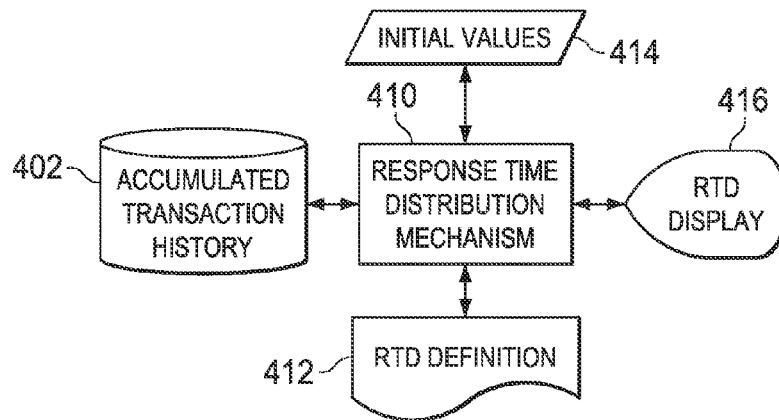 INITIAL VALUES
414
410
416
402
ACCUMULATED
TRANSACTION
HISTORY
RESPONSE TIME
DISTRIBUTION
MECHANISM
RTD
DISPLAY
412
RTD DEFINITION